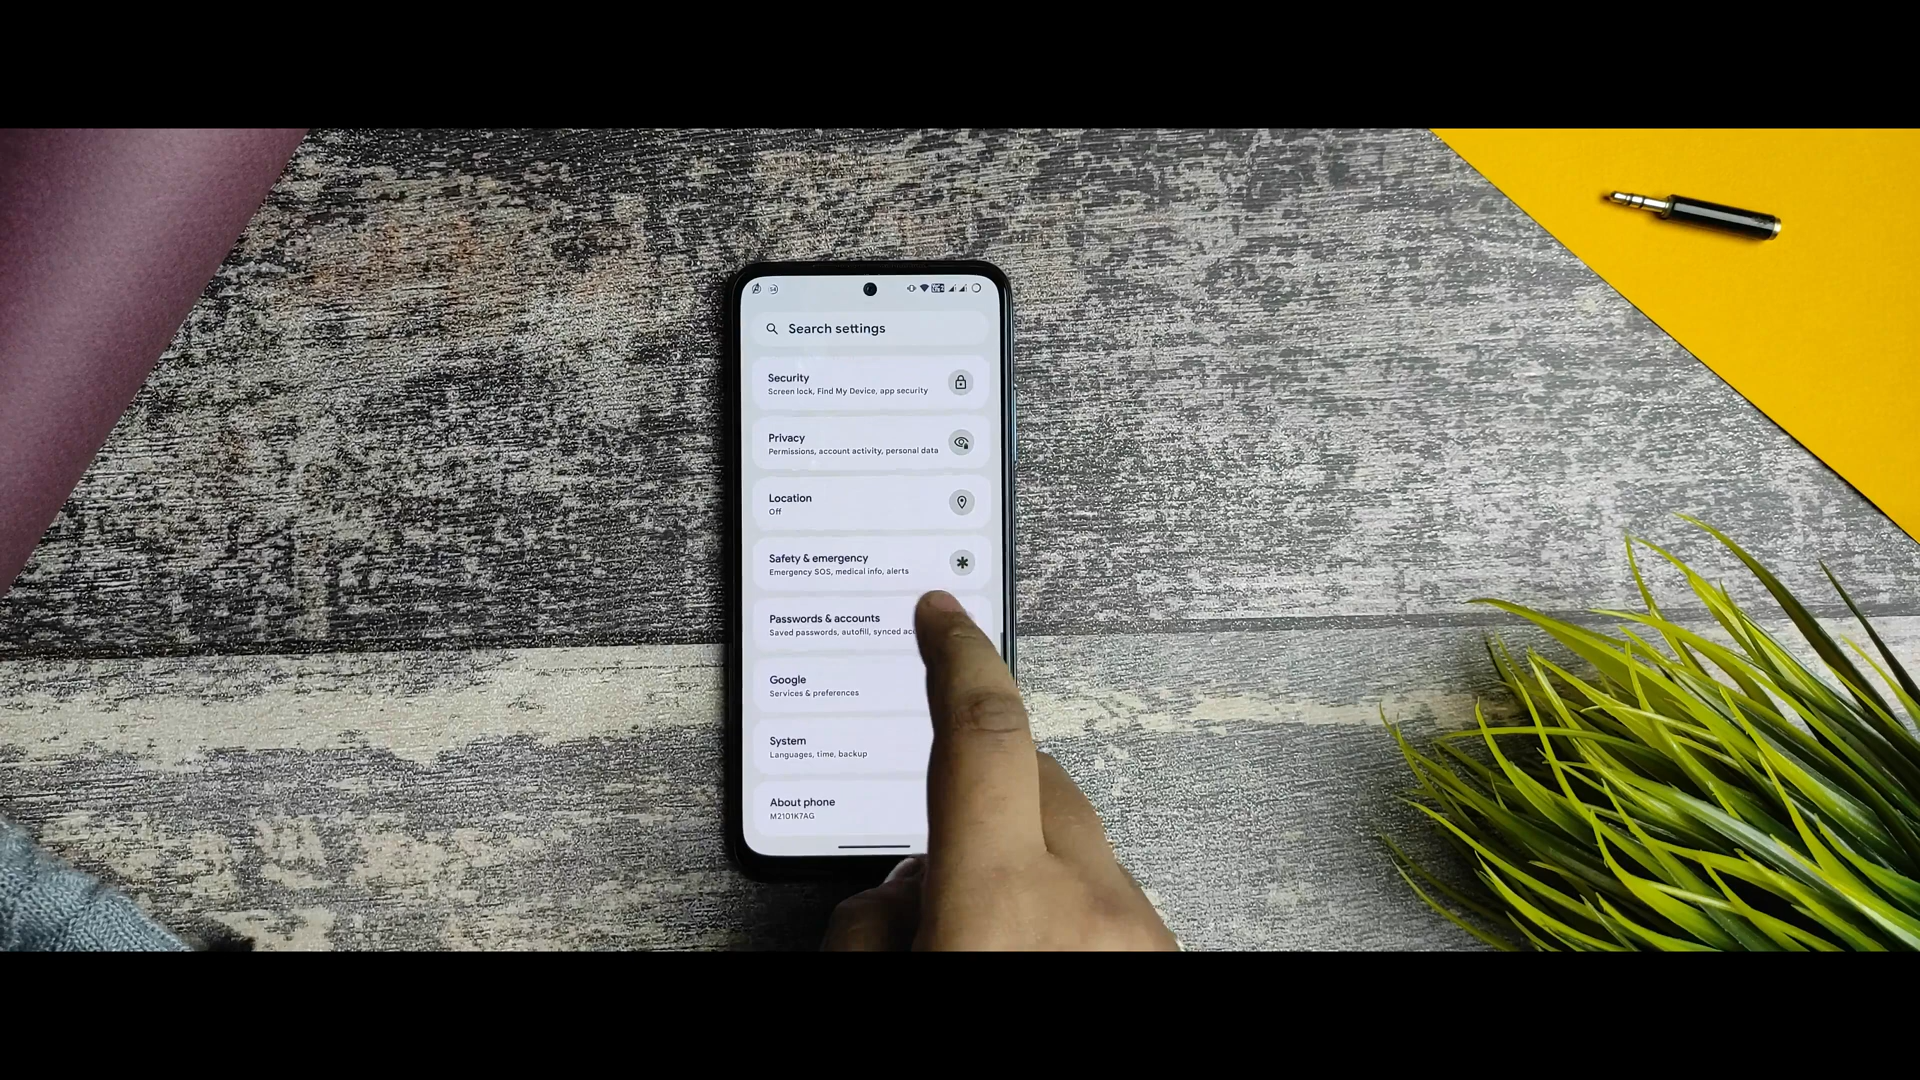 Search settings
Security
Screen lock, Find My Device, app security
Privacy
Permissions, account activity, personal data
Location
Off
Safety & emergency
Emergency SOS, medical info, alerts
Passwords & accounts
Saved passwords, autofill, synced
Google
Services & preferences
System
Languages, time, backup
About phone
M2101K7AG